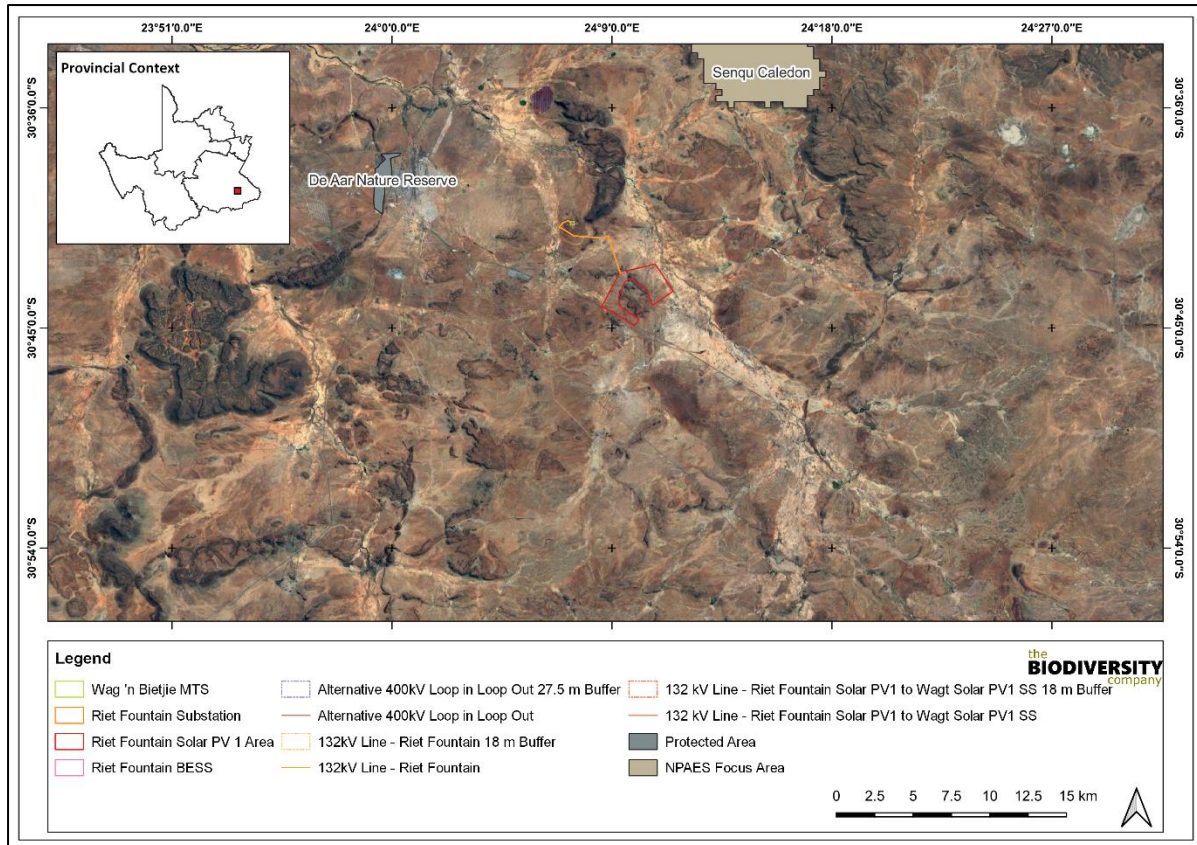 23°51'0.0"E
24°0'0.0"E
24°9'0.0"E
24°18'0.0"E
24°27'0.0"E
Provincial Context
Senqu Caledon
30°36'0.0"S
30°36'0.0"S
De Aar Nature Reserve
30°45'0.0"S
30°45'0.0"S
30°54'0.0"S
30°54'0.0"S
Legend
the
BIODIVERSITY
company
Wag 'n Bietjie MTS
Riet Fountain Substation
Riet Fountain Solar PV 1 Area
Riet Fountain BESS
Alternative 400kV Loop in Loop Out 27.5 m Buffer
Alternative 400kV Loop in Loop Out
132kV Line - Riet Fountain 18 m Buffer
132kV Line - Riet Fountain
132 kV Line - Riet Fountain Solar PV1 to Wagt Solar PV1 SS 18 m Buffer
132 kV Line - Riet Fountain Solar PV1 to Wagt Solar PV1 SS
Protected Area
NPAES Focus Area
0 2.5 5 7.5 10 12.5 15 km